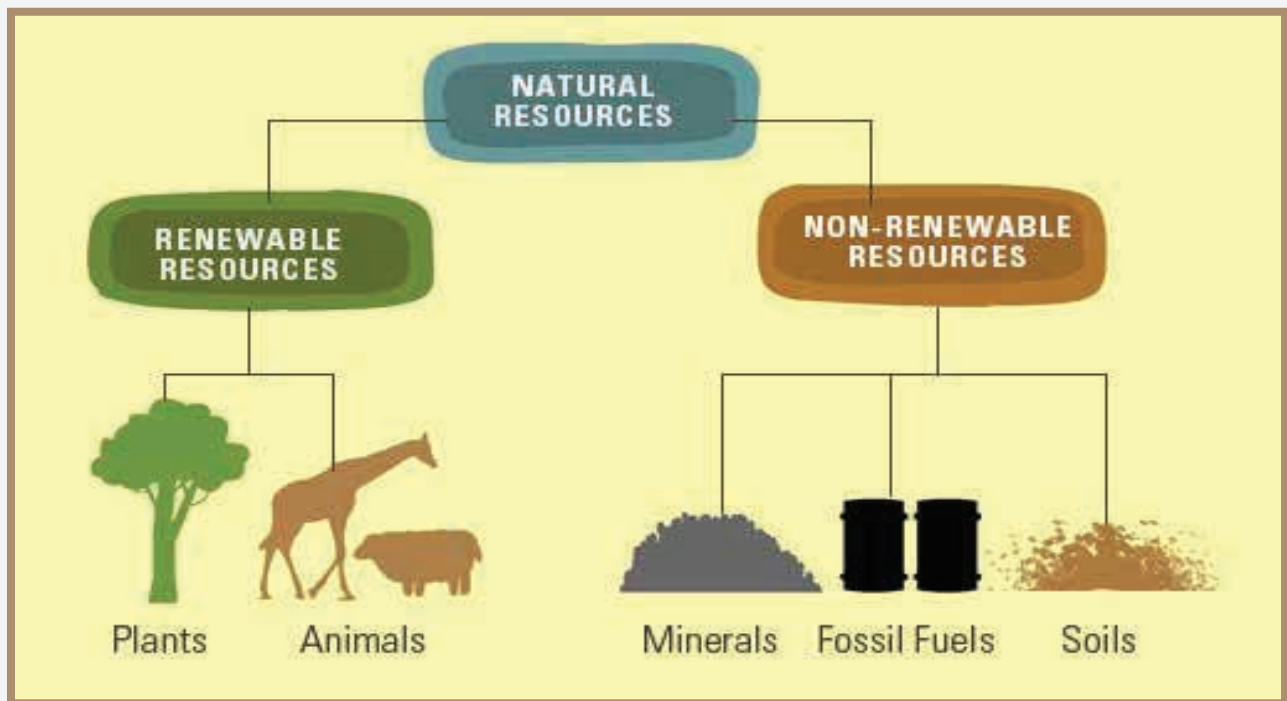 NATURAL
RESOURCES
RENEWABLE
RESOURCES
NON-RENEWABLE
RESOURCES
Plants
Animals
Minerals
Fossil Fuels
Soils